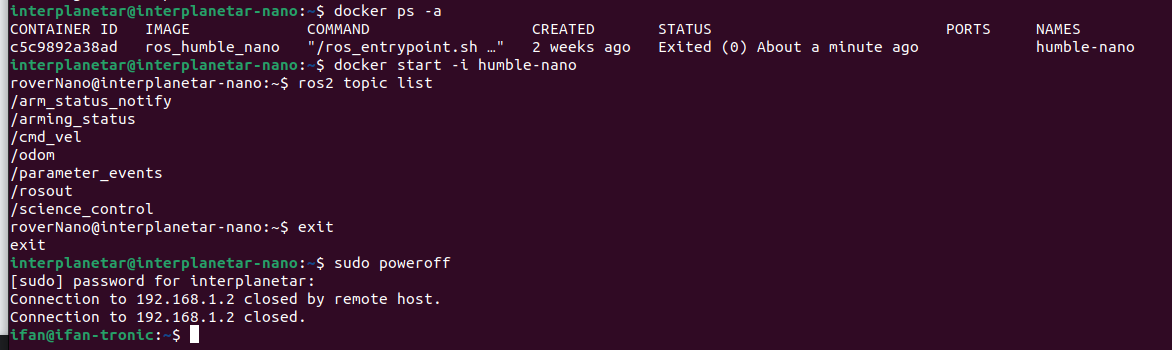 interplanetar@interplanetar-nano:~$ docker ps -a
CONTAINER ID   IMAGE              COMMAND                  CREATED       STATUS                          PORTS     NAMES
c5c9892a38ad   ros_humble_nano   "/ros_entrypoint.sh …"   2 weeks ago   Exited (0) About a minute ago             humble-nano
interplanetar@interplanetar-nano:~$ docker start -i humble-nano
roverNano@interplanetar-nano:~$ ros2 topic list
/arm_status_notify
/arming_status
/cmd_vel
/odom
/parameter_events
/rosout
/science_control
roverNano@interplanetar-nano:~$ exit
exit
interplanetar@interplanetar-nano:~$ sudo poweroff
[sudo] password for interplanetar:
Connection to 192.168.1.2 closed by remote host.
Connection to 192.168.1.2 closed.
ifan@ifan-tronic:~$